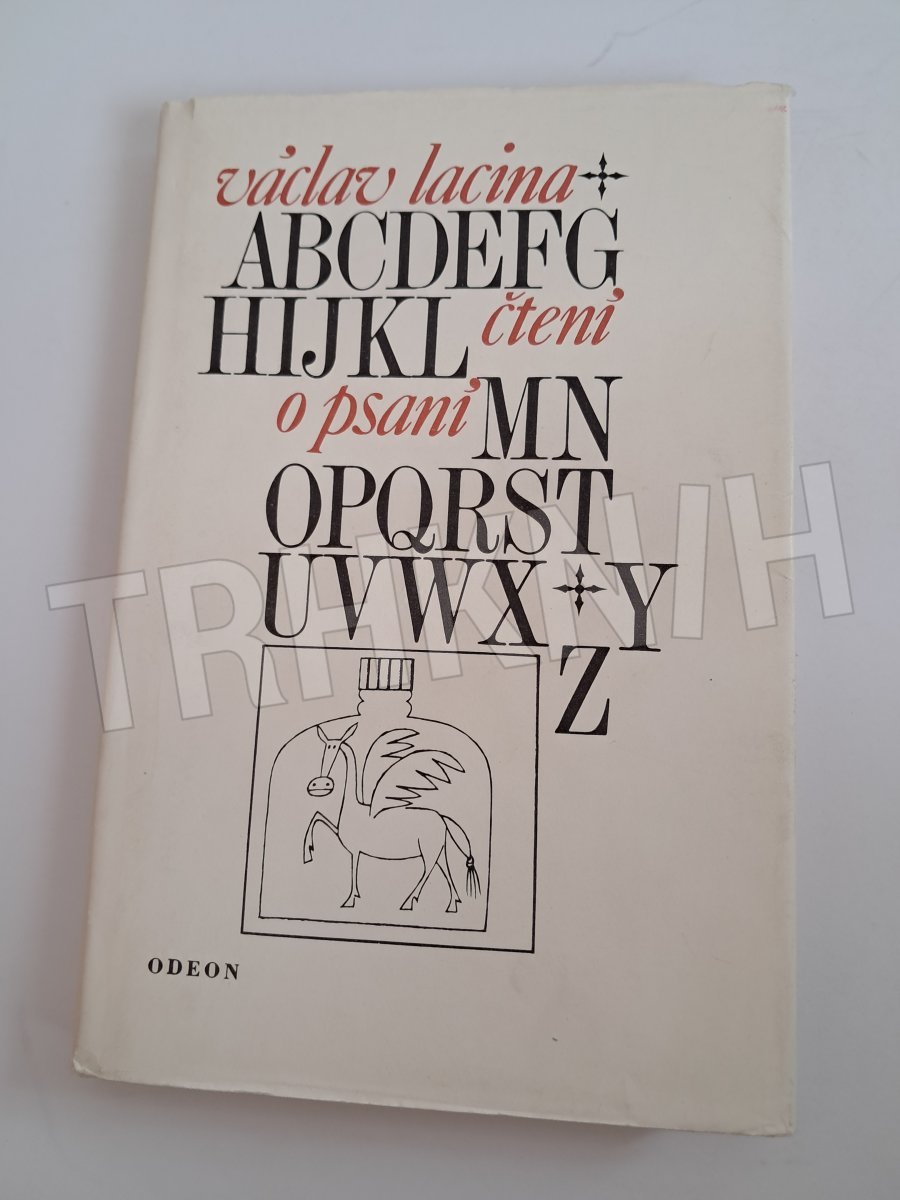 václav lacina
ABCDEFG
HIJKL čtení
o psaní MN
OPQRST
UVWX Y
Z
ODEON
TRHKNIH